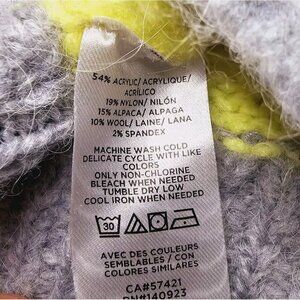 54% ACRYLIC/ ACRYLIQUE/
ACRÍLICO
19% NYLON/ NILÓN
15% ALPACA/ ALPAGA
10% WOOL/ LAINE/ LANA
2% SPANDEX
MACHINE WASH COLD
DELICATE CYCLE WITH LIKE
COLORS
ONLY NON-CHLORINE
BLEACH WHEN NEEDED
TUMBLE DRY LOW
COOL IRON WHEN NEEDED
30
AVEC DES COULEURS
SEMBLABLES / CON
COLORES SIMILARES
CA#57421
RN#140923